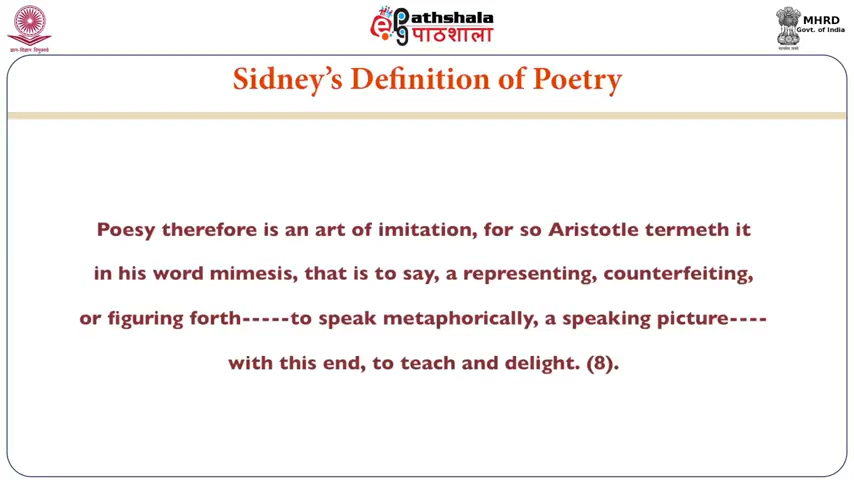 ePathshala
पाठशाला
MHRD
Govt. of India
Sidney's Definition of Poetry
Poesy therefore is an art of imitation, for so Aristotle termeth it
in his word mimesis, that is to say, a representing, counterfeiting,
or figuring forth-----to speak metaphorically, a speaking picture----
with this end, to teach and delight. (8).